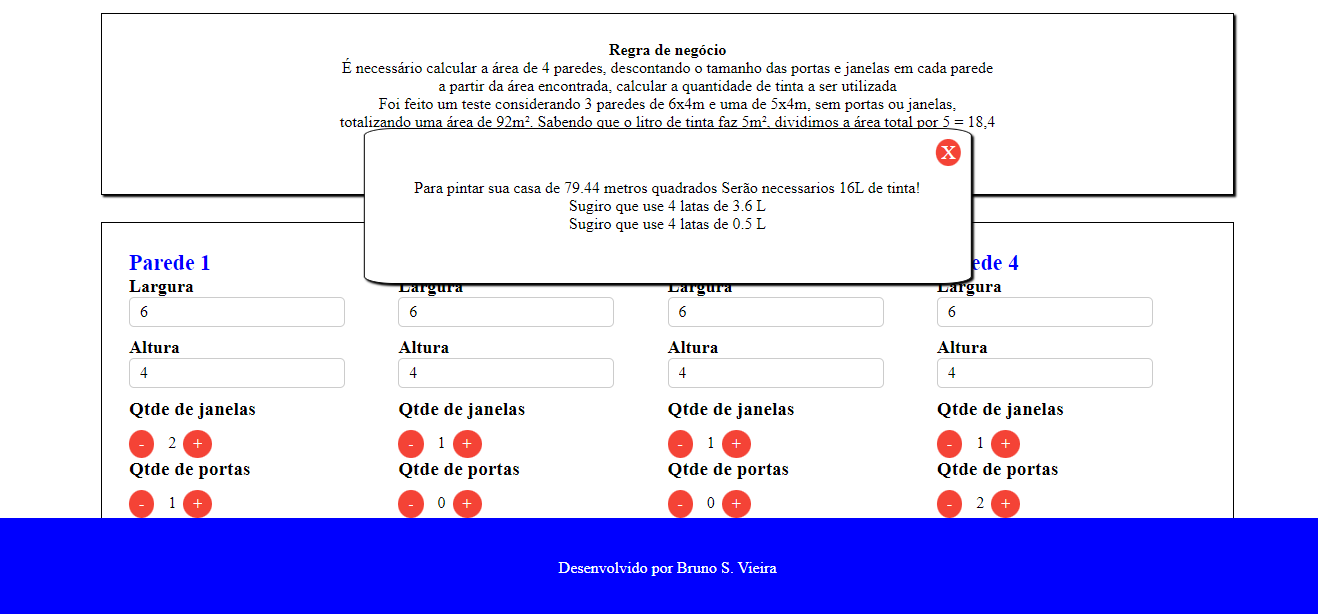 Regra de negócio
É necessário calcular a área de 4 paredes, descontando o tamanho das portas e janelas em cada parede
a partir da área encontrada, calcular a quantidade de tinta a ser utilizada
Foi feito um teste considerando 3 paredes de 6x4m e uma de 5x4m, sem portas ou janelas,
totalizando uma área de 92m². Sabendo que o litro de tinta faz 5m², dividimos a área total por 5 = 18,4
X
Para pintar sua casa de 79.44 metros quadrados Serão necessarios 16L de tinta!
Sugiro que use 4 latas de 3.6 L
Sugiro que use 4 latas de 0.5 L
Parede 1 ede 4
Largura Largura Largura Largura
6 6 6 6
Altura Altura Altura Altura
4 4 4 4
Qtde de janelas Qtde de janelas Qtde de janelas Qtde de janelas
- 2 + - 1 + - 1 + - 1 +
Qtde de portas Qtde de portas Qtde de portas Qtde de portas
- 1 + - 0 + - 0 + - 2 +
Desenvolvido por Bruno S. Vieira